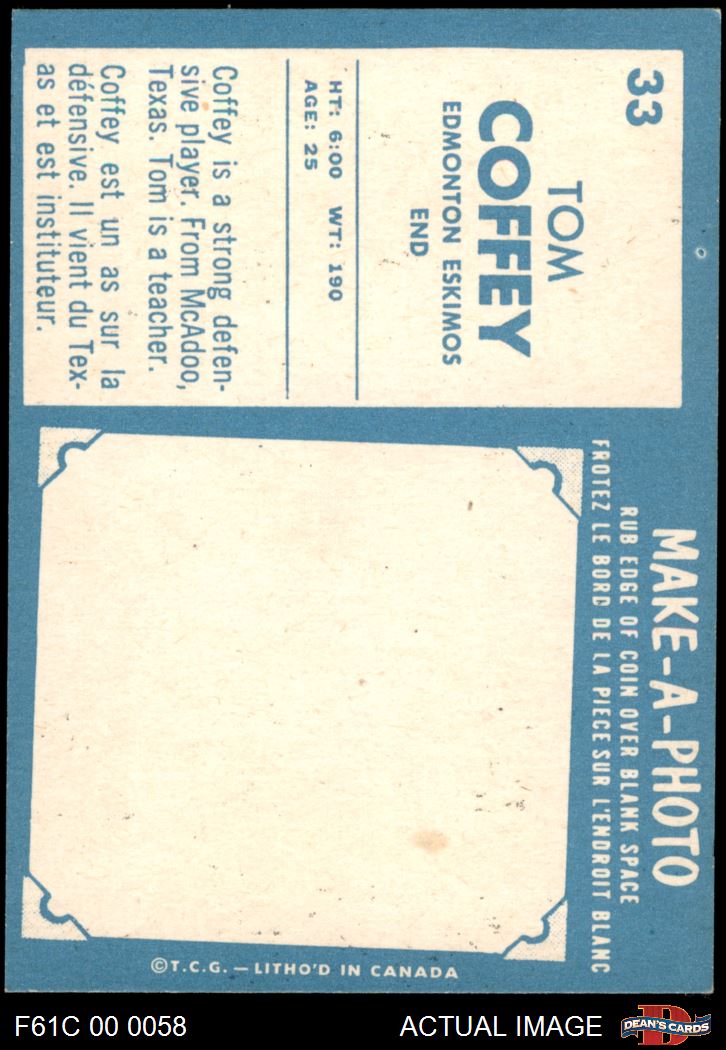 33
TOM
COFFEY
EDMONTON ESKIMOS
END
HT: 6:00 WT: 190
AGE: 25
Coffey is a strong defen-
sive player. From McAdoo,
Texas. Tom is a teacher.
Coffey est un as sur la
défensive. Il vient du Tex-
as et est instituteur.
MAKE-A-PHOTO
RUB EDGE OF COIN OVER BLANK SPACE
FROTEZ LE BORD DE LA PIECE SUR L'ENDROIT BLANC
©T.C.G. — LITHO'D IN CANADA
F61C 00 0058
ACTUAL IMAGE
D
DEAN'S CARDS